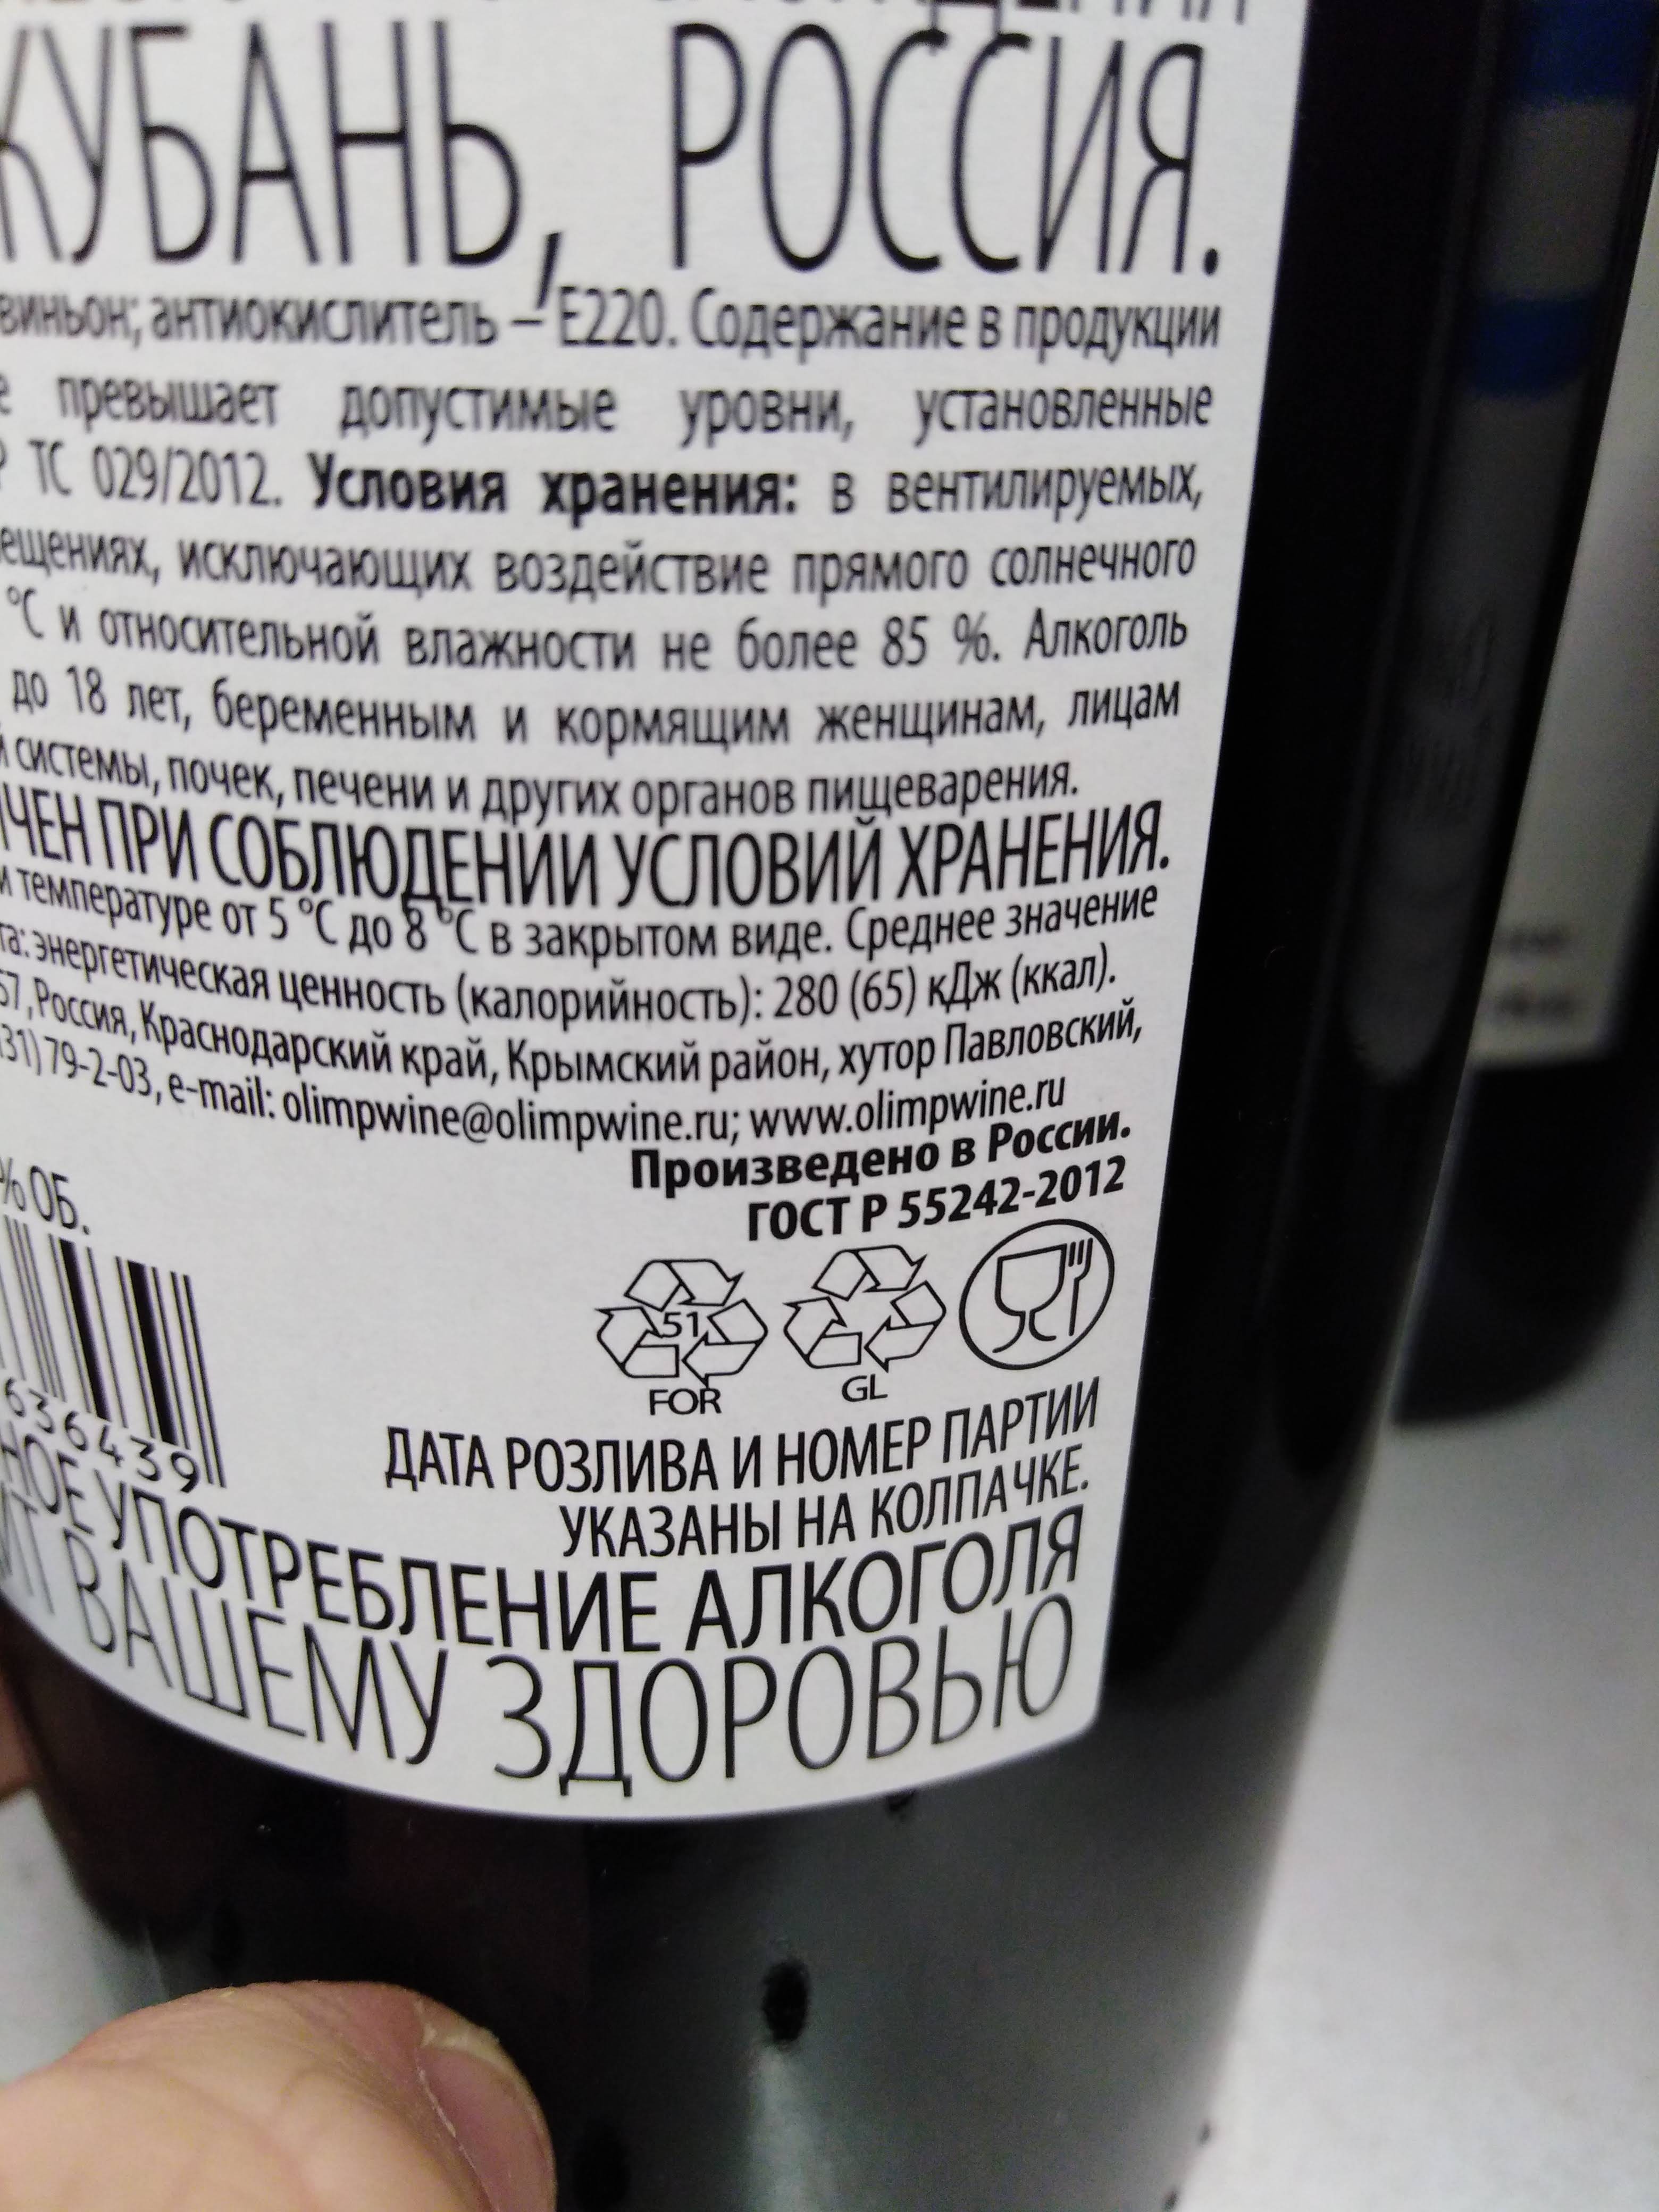 КУБАНЬ, РОССИЯ.
антиокислитель – Е220. Содержание в продукции
превышает допустимые уровни, установленные
ТС 029/2012. Условия хранения: в вентилируемых,
исключающих воздействие прямого солнечного
°С и относительной влажности не более 85 %. Алкоголь
до 18 лет, беременным и кормящим женщинам, лицам
системы, почек, печени и других органов пищеварения.
ПРИ СОБЛЮДЕНИИ УСЛОВИЙ ХРАНЕНИЯ.
температуре от 5 °С до 8 °С в закрытом виде. Среднее значение
энергетическая ценность (калорийность): 280 (65) кДж (ккал).
Россия, Краснодарский край, Крымский район, хутор Павловский,
79-2-03, e-mail: olimpwine@olimpwine.ru; www.olimpwine.ru
Произведено в России.
ГОСТ Р 55242-2012
% ОБ.
51
FOR
GL
636439
ДАТА РОЗЛИВА И НОМЕР ПАРТИИ
УКАЗАНЫ НА КОЛПАЧКЕ.
УПОТРЕБЛЕНИЕ АЛКОГОЛЯ
ВАШЕМУ ЗДОРОВЬЮ